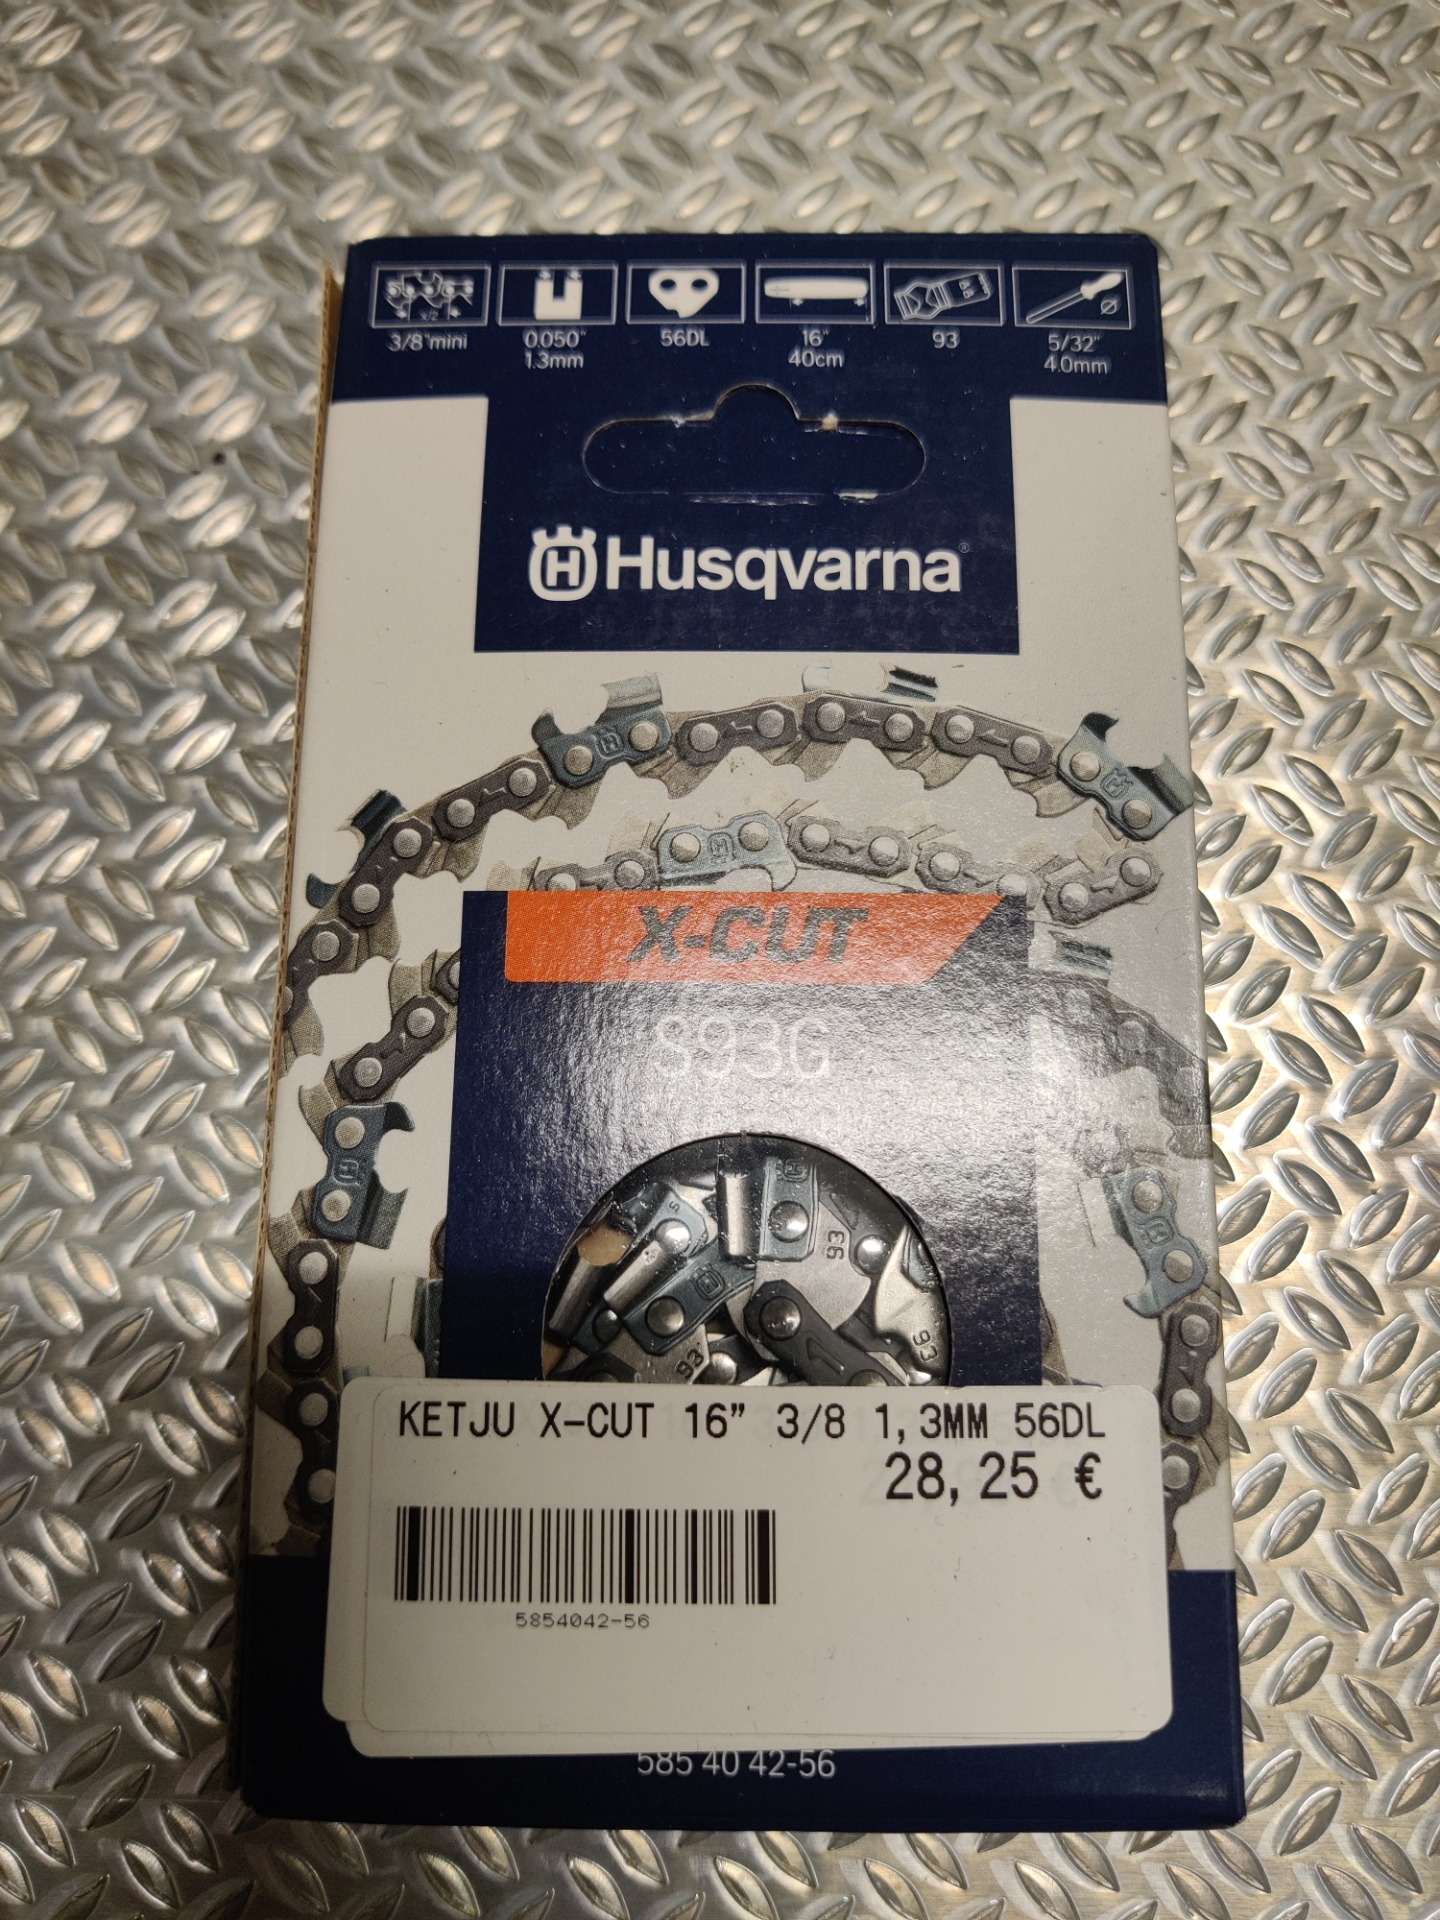 3/8"mini
0.050"
1.3mm
56DL
16"
40cm
93
5/32"
4.0mm
Husqvarna®
X-CUT
S93G
93
93
93
KETJU X-CUT 16” 3/8 1,3MM 56DL
28,25 €
5854042-56
585 40 42-56